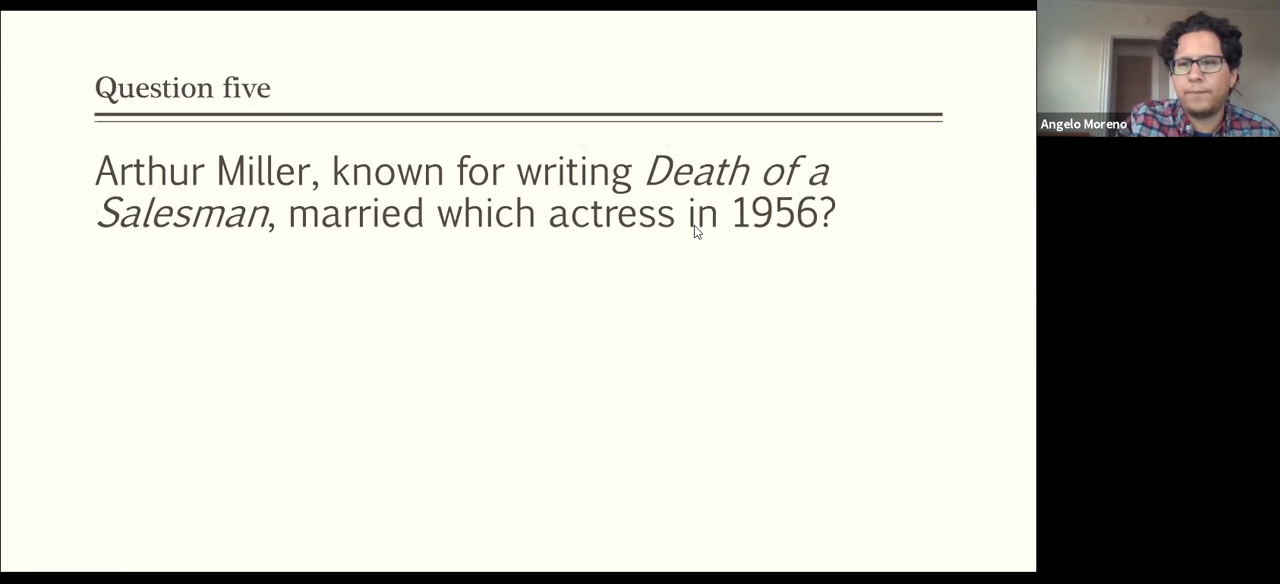 Question five
Arthur Miller, known for writing Death of a
Salesman, married which actress in 1956?
Angelo Moreno